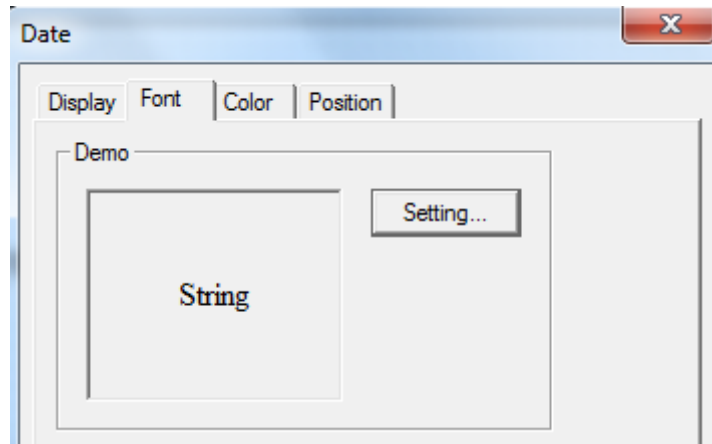 Date
Display Font Color Position
Demo
Setting...
String